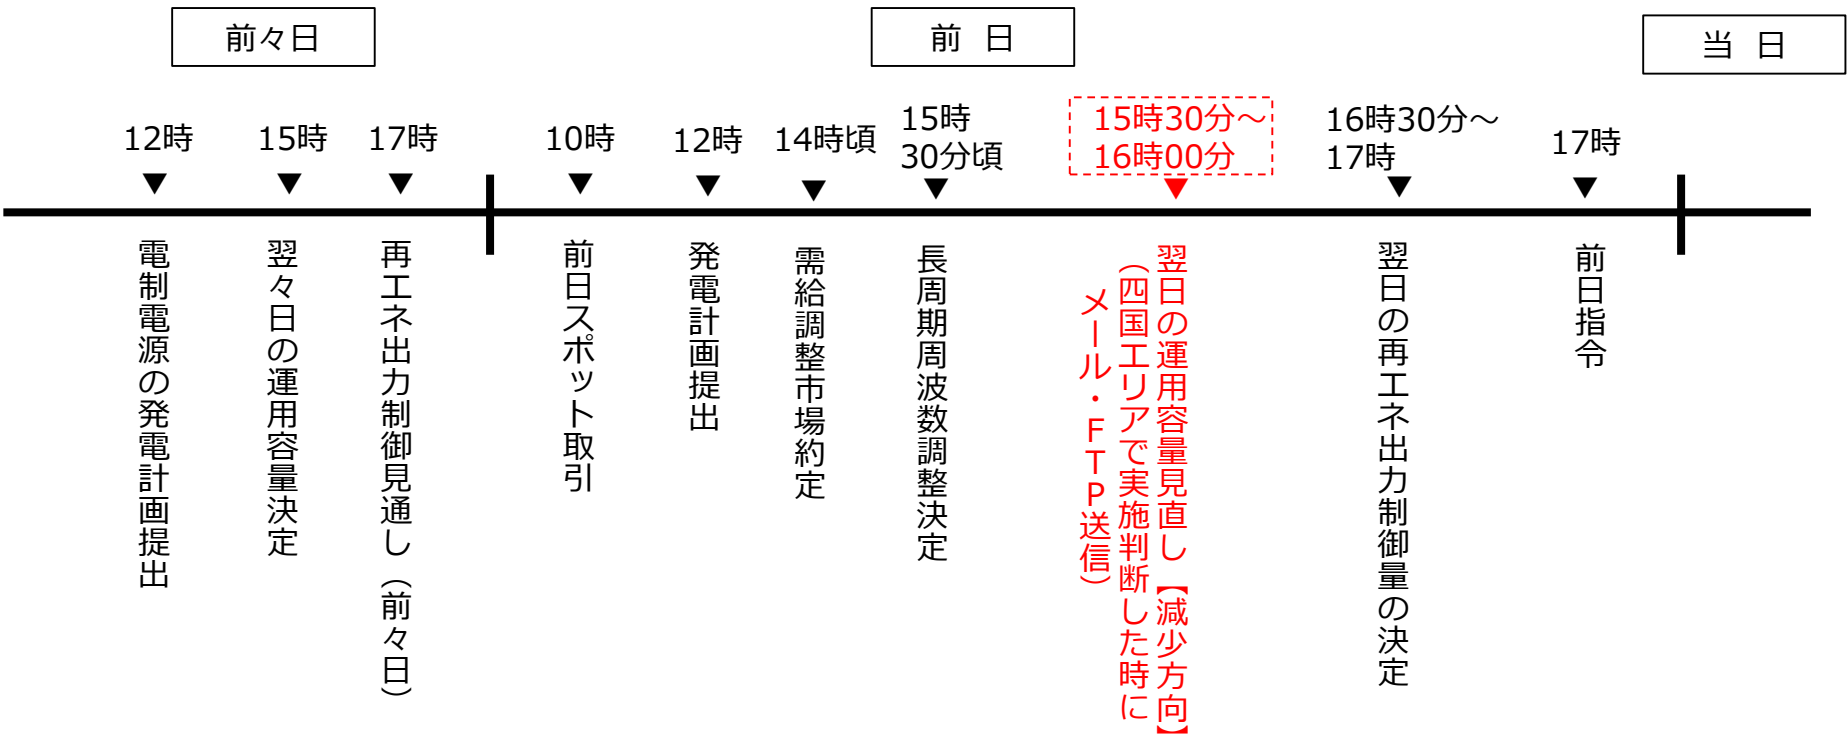 前々日
前 日
当 日
12時
15時
17時
10時
12時
14時頃
15時
30分頃
15時30分～
16時00分
16時30分～
17時
17時
電制電源の発電計画提出
翌々日の運用容量決定
再エネ出力制御見通し（前々日）
前日スポット取引
発電計画提出
需給調整市場約定
長周期周波数調整決定
翌日の運用容量見直し【減少方向】
（四国エリアで実施判断した時に
メール・ＦＴＰ送信）
翌日の再エネ出力制御量の決定
前日指令